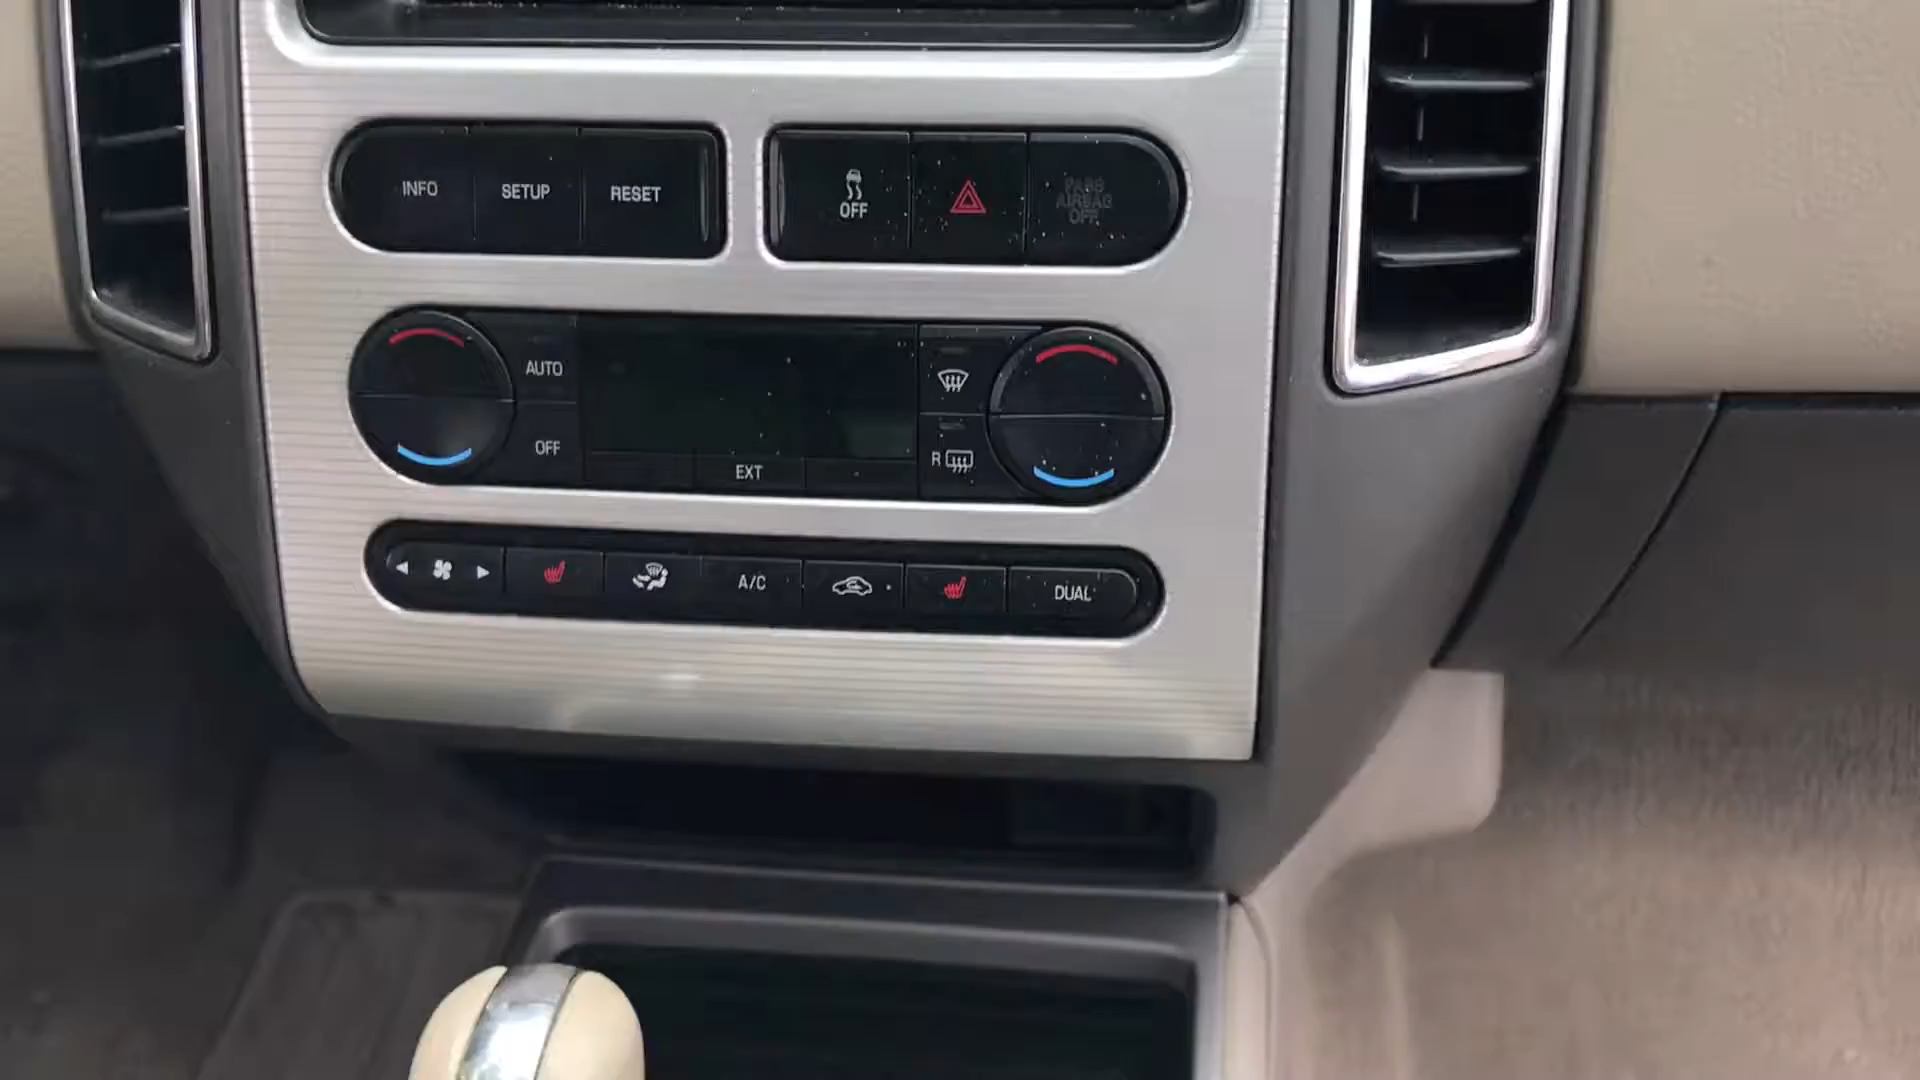 INFO
SETUP
RESET
OFF
PASS
AIRBAG
OFF
AUTO
OFF
EXT
R
A/C
DUAL